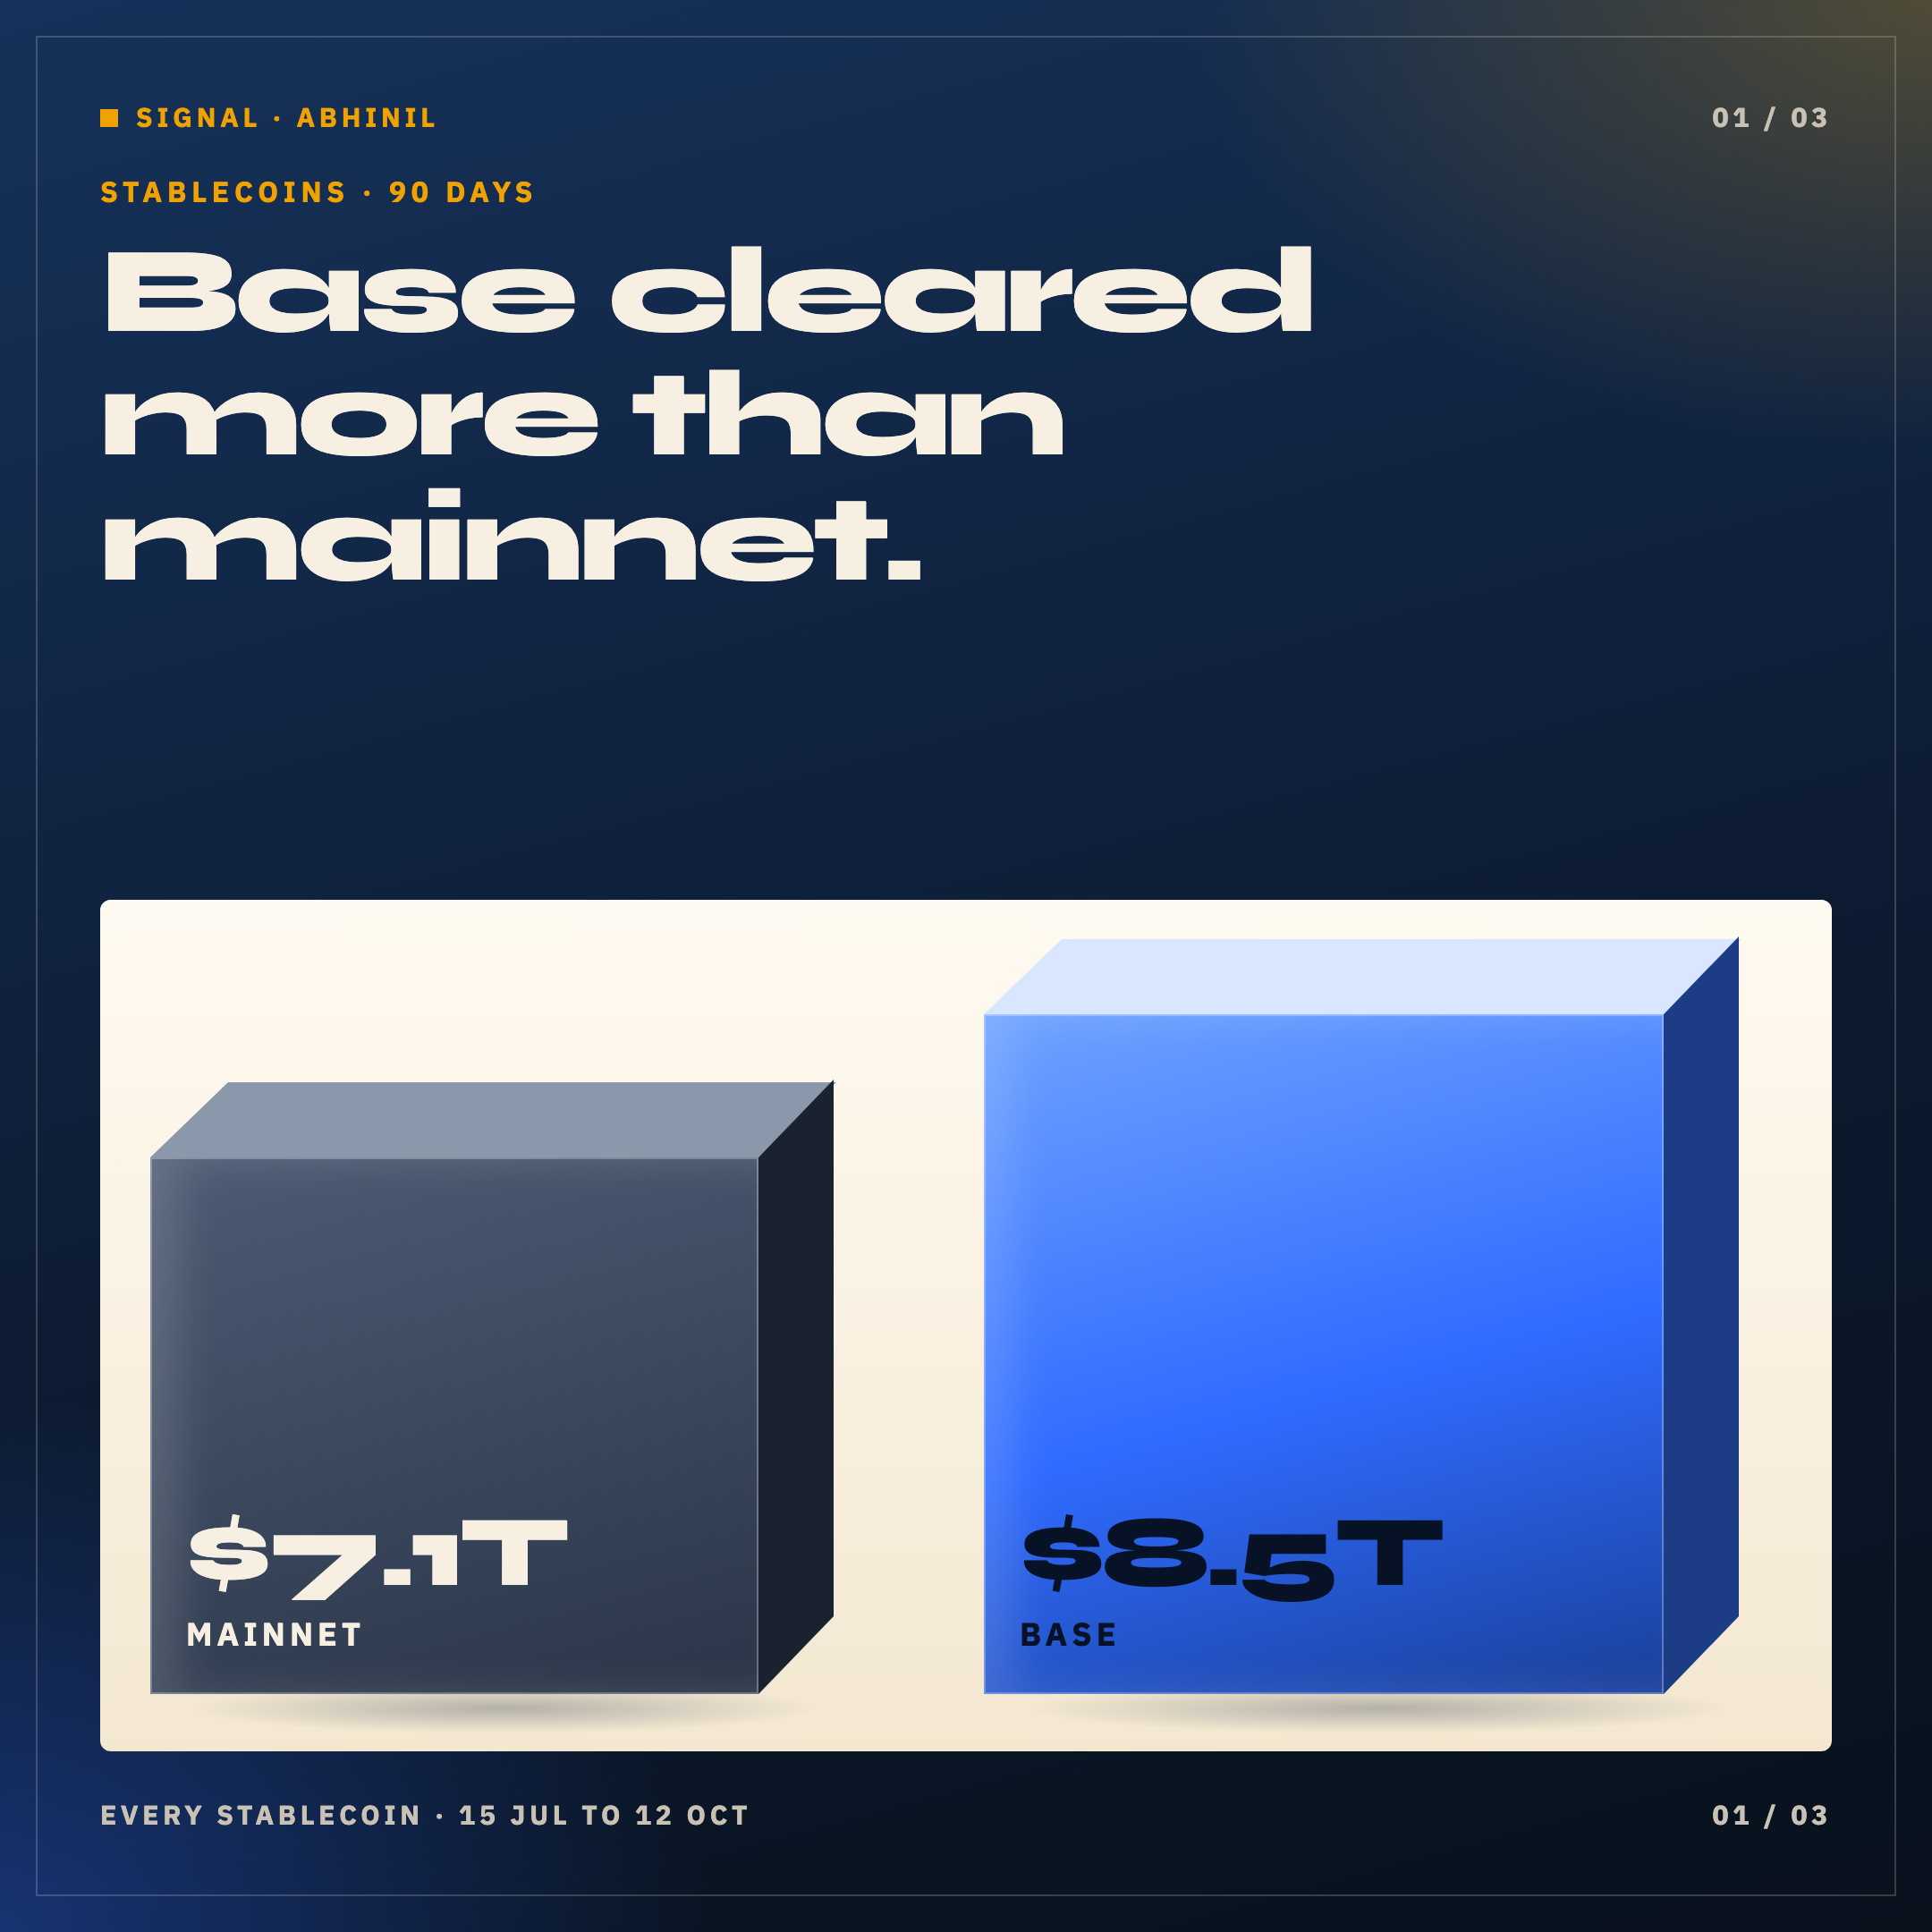 SIGNAL · ABHINIL
01 / 03
STABLECOINS · 90 DAYS
Base cleared
more than
mainnet.
$7.1T
MAINNET
$8.5T
BASE
EVERY STABLECOIN · 15 JUL TO 12 OCT
01 / 03